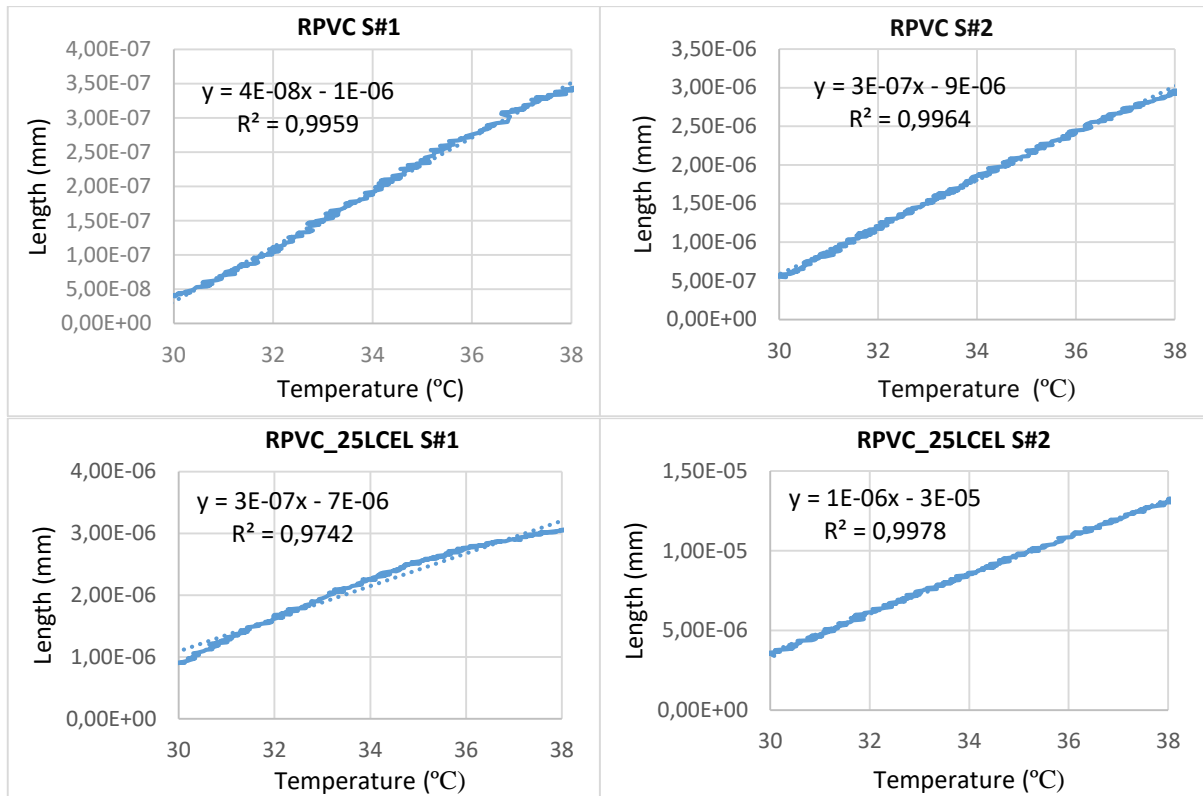 RPVC S#1
4,00E-07
3,50E-07
3,00E-07
2,50E-07
2,00E-07
1,50E-07
1,00E-07
5,00E-08
0,00E+00
y = 4E-08x - 1E-06
R² = 0,9959
Length (mm)
30 32 34 36 38
Temperature (ºC)
RPVC S#2
3,50E-06
3,00E-06
2,50E-06
2,00E-06
1,50E-06
1,00E-06
5,00E-07
0,00E+00
y = 3E-07x - 9E-06
R² = 0,9964
Length (mm)
30 32 34 36 38
Temperature (ºC)
RPVC_25LCEL S#1
4,00E-06
3,00E-06
2,00E-06
1,00E-06
0,00E+00
y = 3E-07x - 7E-06
R² = 0,9742
Length (mm)
30 32 34 36 38
Temperature (ºC)
RPVC_25LCEL S#2
1,50E-05
1,00E-05
5,00E-06
0,00E+00
y = 1E-06x - 3E-05
R² = 0,9978
Length (mm)
30 32 34 36 38
Temperature (ºC)